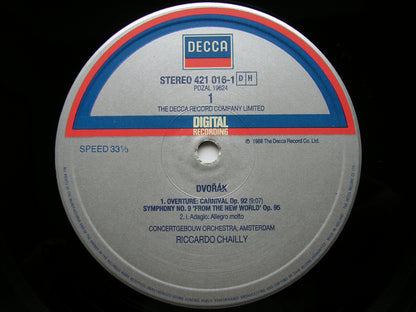 DECCA
STEREO 421 016-1 DH
POZAL 19624
1
THE DECCA RECORD COMPANY LIMITED
DIGITAL
RECORDING
SPEED 33⅓
℗ 1988 The Decca Record Co. Ltd.
DVOŘÁK
1. OVERTURE: CARNIVAL Op. 92 (9:07)
SYMPHONY NO. 9 'FROM THE NEW WORLD' Op. 95
2. I. Adagio: Allegro molto
CONCERTGEBOUW ORCHESTRA, AMSTERDAM
RICCARDO CHAILLY